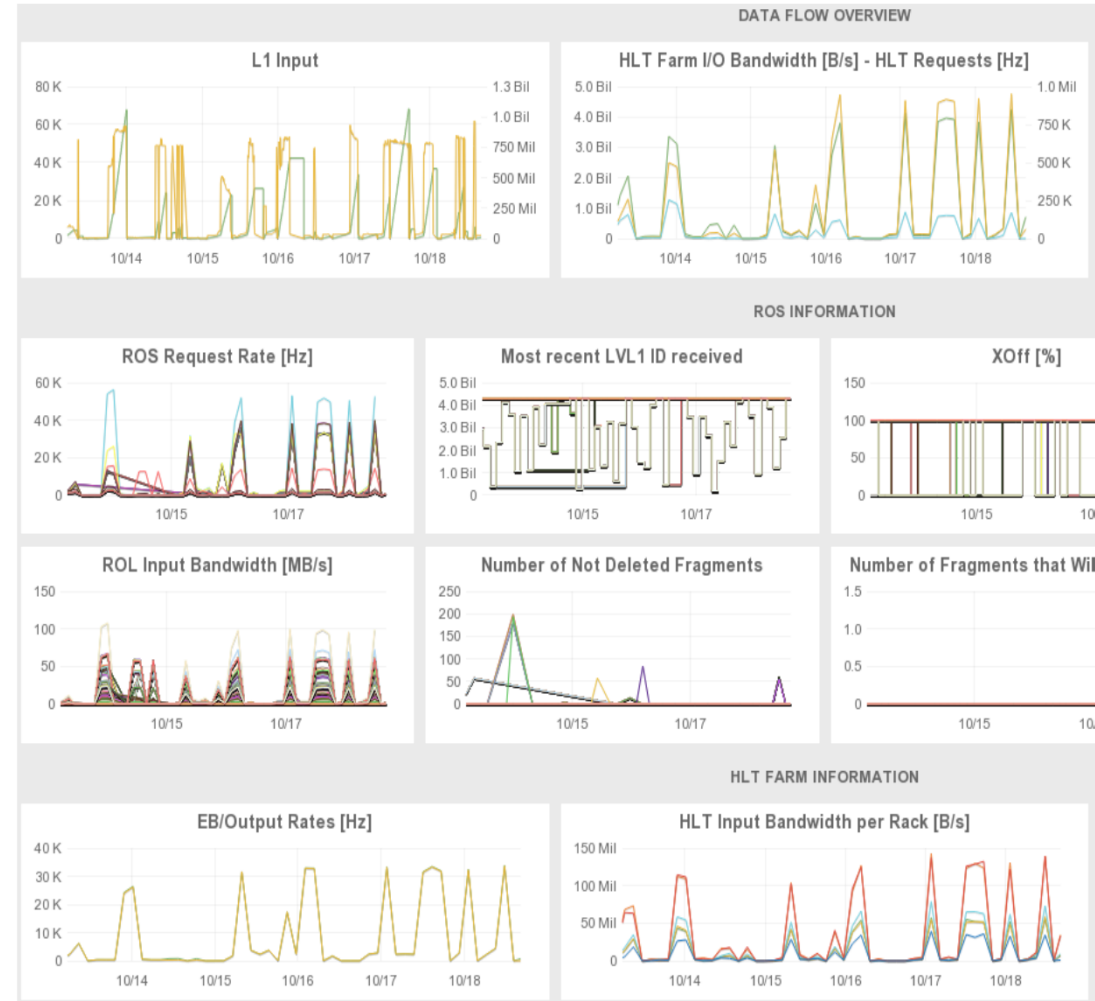 DATA FLOW OVERVIEW
L1 Input
80 K
60 K
40 K
20 K
0
1.3 Bil
1.0 Bil
750 Mil
500 Mil
250 Mil
0
10/14 10/15 10/16 10/17 10/18
HLT Farm I/O Bandwidth [B/s] - HLT Requests [Hz]
5.0 Bil
4.0 Bil
3.0 Bil
2.0 Bil
1.0 Bil
0
1.0 Mil
750 K
500 K
250 K
0
10/14 10/15 10/16 10/17 10/18
ROS INFORMATION
ROS Request Rate [Hz]
60 K
40 K
20 K
0
10/15 10/17
Most recent LVL1 ID received
5.0 Bil
4.0 Bil
3.0 Bil
2.0 Bil
1.0 Bil
0
10/15 10/17
XOff [%]
150
100
50
0
10/15 10
ROL Input Bandwidth [MB/s]
150
100
50
0
10/15 10/17
Number of Not Deleted Fragments
250
200
150
100
50
0
10/15 10/17
Number of Fragments that Wil
1.5
1.0
0.5
0
10/15 10/
HLT FARM INFORMATION
EB/Output Rates [Hz]
40 K
30 K
20 K
10 K
0
10/14 10/15 10/16 10/17 10/18
HLT Input Bandwidth per Rack [B/s]
150 Mil
100 Mil
50 Mil
0
10/14 10/15 10/16 10/17 10/18